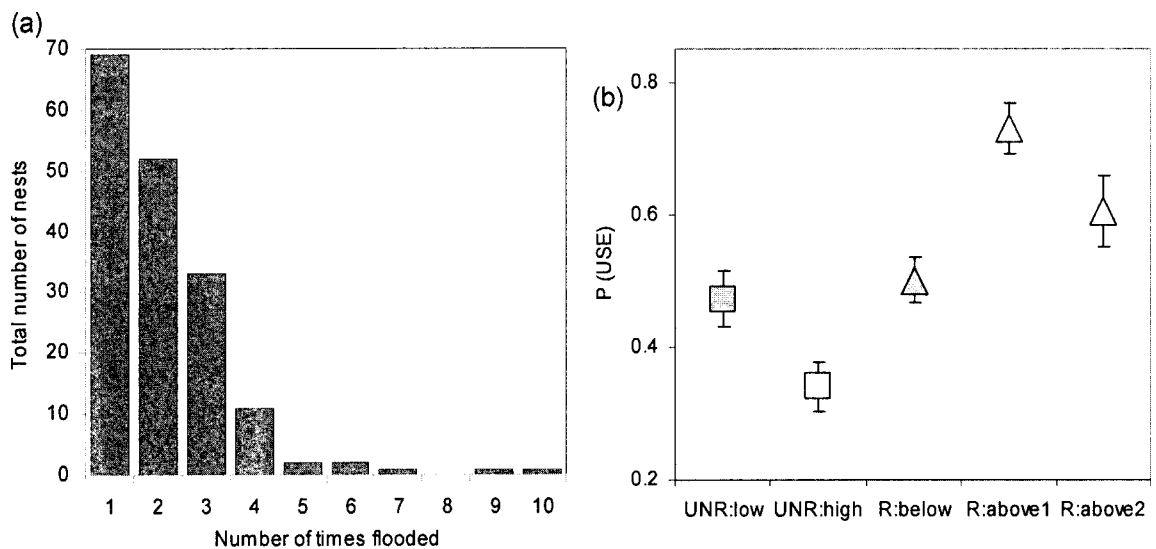 (a)
70
60
50
40
30
20
10
0
Total number of nests
1 2 3 4 5 6 7 8 9 10
Number of times flooded
(b)
0.8
0.6
0.4
0.2
P (USE)
UNR:low UNR:high R:below R:above1 R:above2